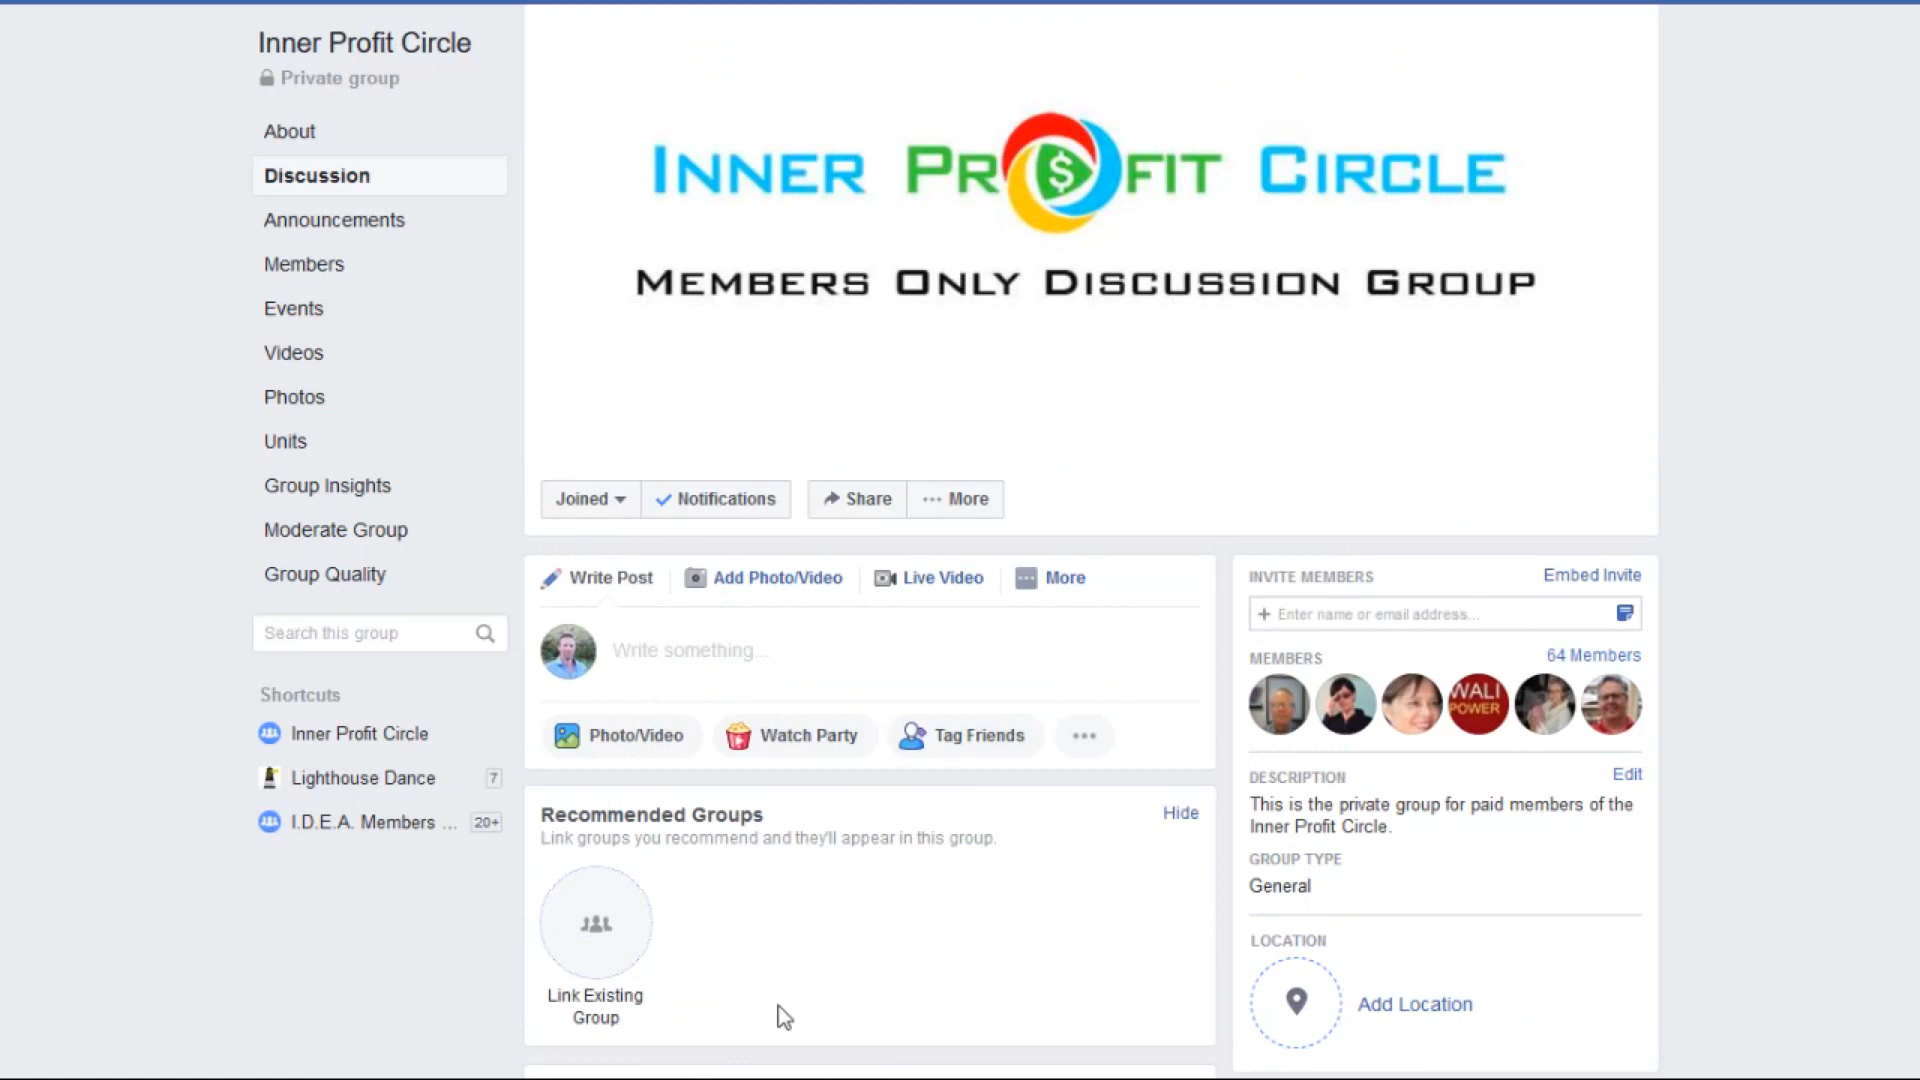 Inner Profit Circle
Private group
About
Discussion
Announcements
Members
Events
Videos
Photos
Units
Group Insights
Moderate Group
Group Quality
Search this group
Shortcuts
Inner Profit Circle
Lighthouse Dance 7
I.D.E.A. Members ... 20+
INNER PROFIT CIRCLE
$
MEMBERS ONLY DISCUSSION GROUP
Joined Notifications Share More
Write Post Add Photo/Video Live Video More
Write something...
Photo/Video Watch Party Tag Friends
Recommended Groups Hide
Link groups you recommend and they'll appear in this group.
Link Existing
Group
INVITE MEMBERS Embed Invite
+ Enter name or email address...
MEMBERS 64 Members
WALI
POWER
DESCRIPTION Edit
This is the private group for paid members of the
Inner Profit Circle.
GROUP TYPE
General
LOCATION
Add Location